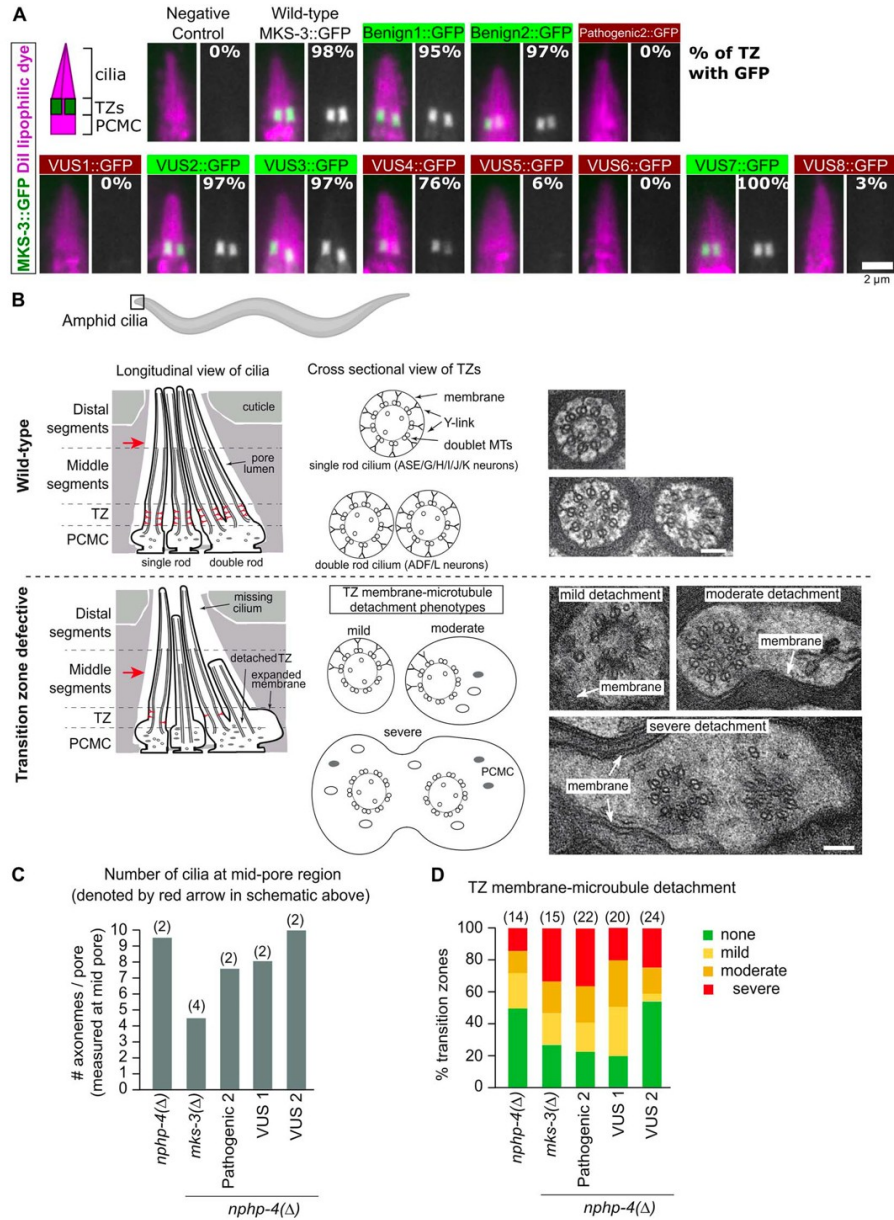 A
Negative
Control
Wild-type
MKS-3::GFP
Benign1::GFP
Benign2::GFP
Pathogenic2::GFP
0%
98%
95%
97%
0%
% of TZ
with GFP
cilia
TZs
PCMC
MKS-3::GFP DiI lipophilic dye
VUS1::GFP
VUS2::GFP
VUS3::GFP
VUS4::GFP
VUS5::GFP
VUS6::GFP
VUS7::GFP
VUS8::GFP
0%
97%
97%
76%
6%
0%
100%
3%
2 μm
B
Amphid cilia
Longitudinal view of cilia
Cross sectional view of TZs
Wild-type
Distal
segments
Middle
segments
TZ
PCMC
cuticle
pore
lumen
single rod
double rod
membrane
Y-link
doublet MTs
single rod cilium (ASE/G/H/I/J/K neurons)
double rod cilium (ADF/L neurons)
Transition zone defective
Distal
segments
Middle
segments
TZ
PCMC
missing
cilium
detached TZ
expanded
membrane
TZ membrane-microtubule
detachment phenotypes
mild
moderate
severe
PCMC
mild detachment
membrane
moderate detachment
membrane
severe detachment
membrane
C
Number of cilia at mid-pore region
(denoted by red arrow in schematic above)
# axonemes / pore
(measured at mid pore)
10
9
8
7
6
5
4
3
2
1
0
(2)
(4)
(2)
(2)
(2)
nphp-4(Δ)
mks-3(Δ)
Pathogenic 2
VUS 1
VUS 2
nphp-4(Δ)
D
TZ membrane-micoubule detachment
% transition zones
100
80
60
40
20
0
(14)
(15)
(22)
(20)
(24)
none
mild
moderate
severe
nphp-4(Δ)
mks-3(Δ)
Pathogenic 2
VUS 1
VUS 2
nphp-4(Δ)